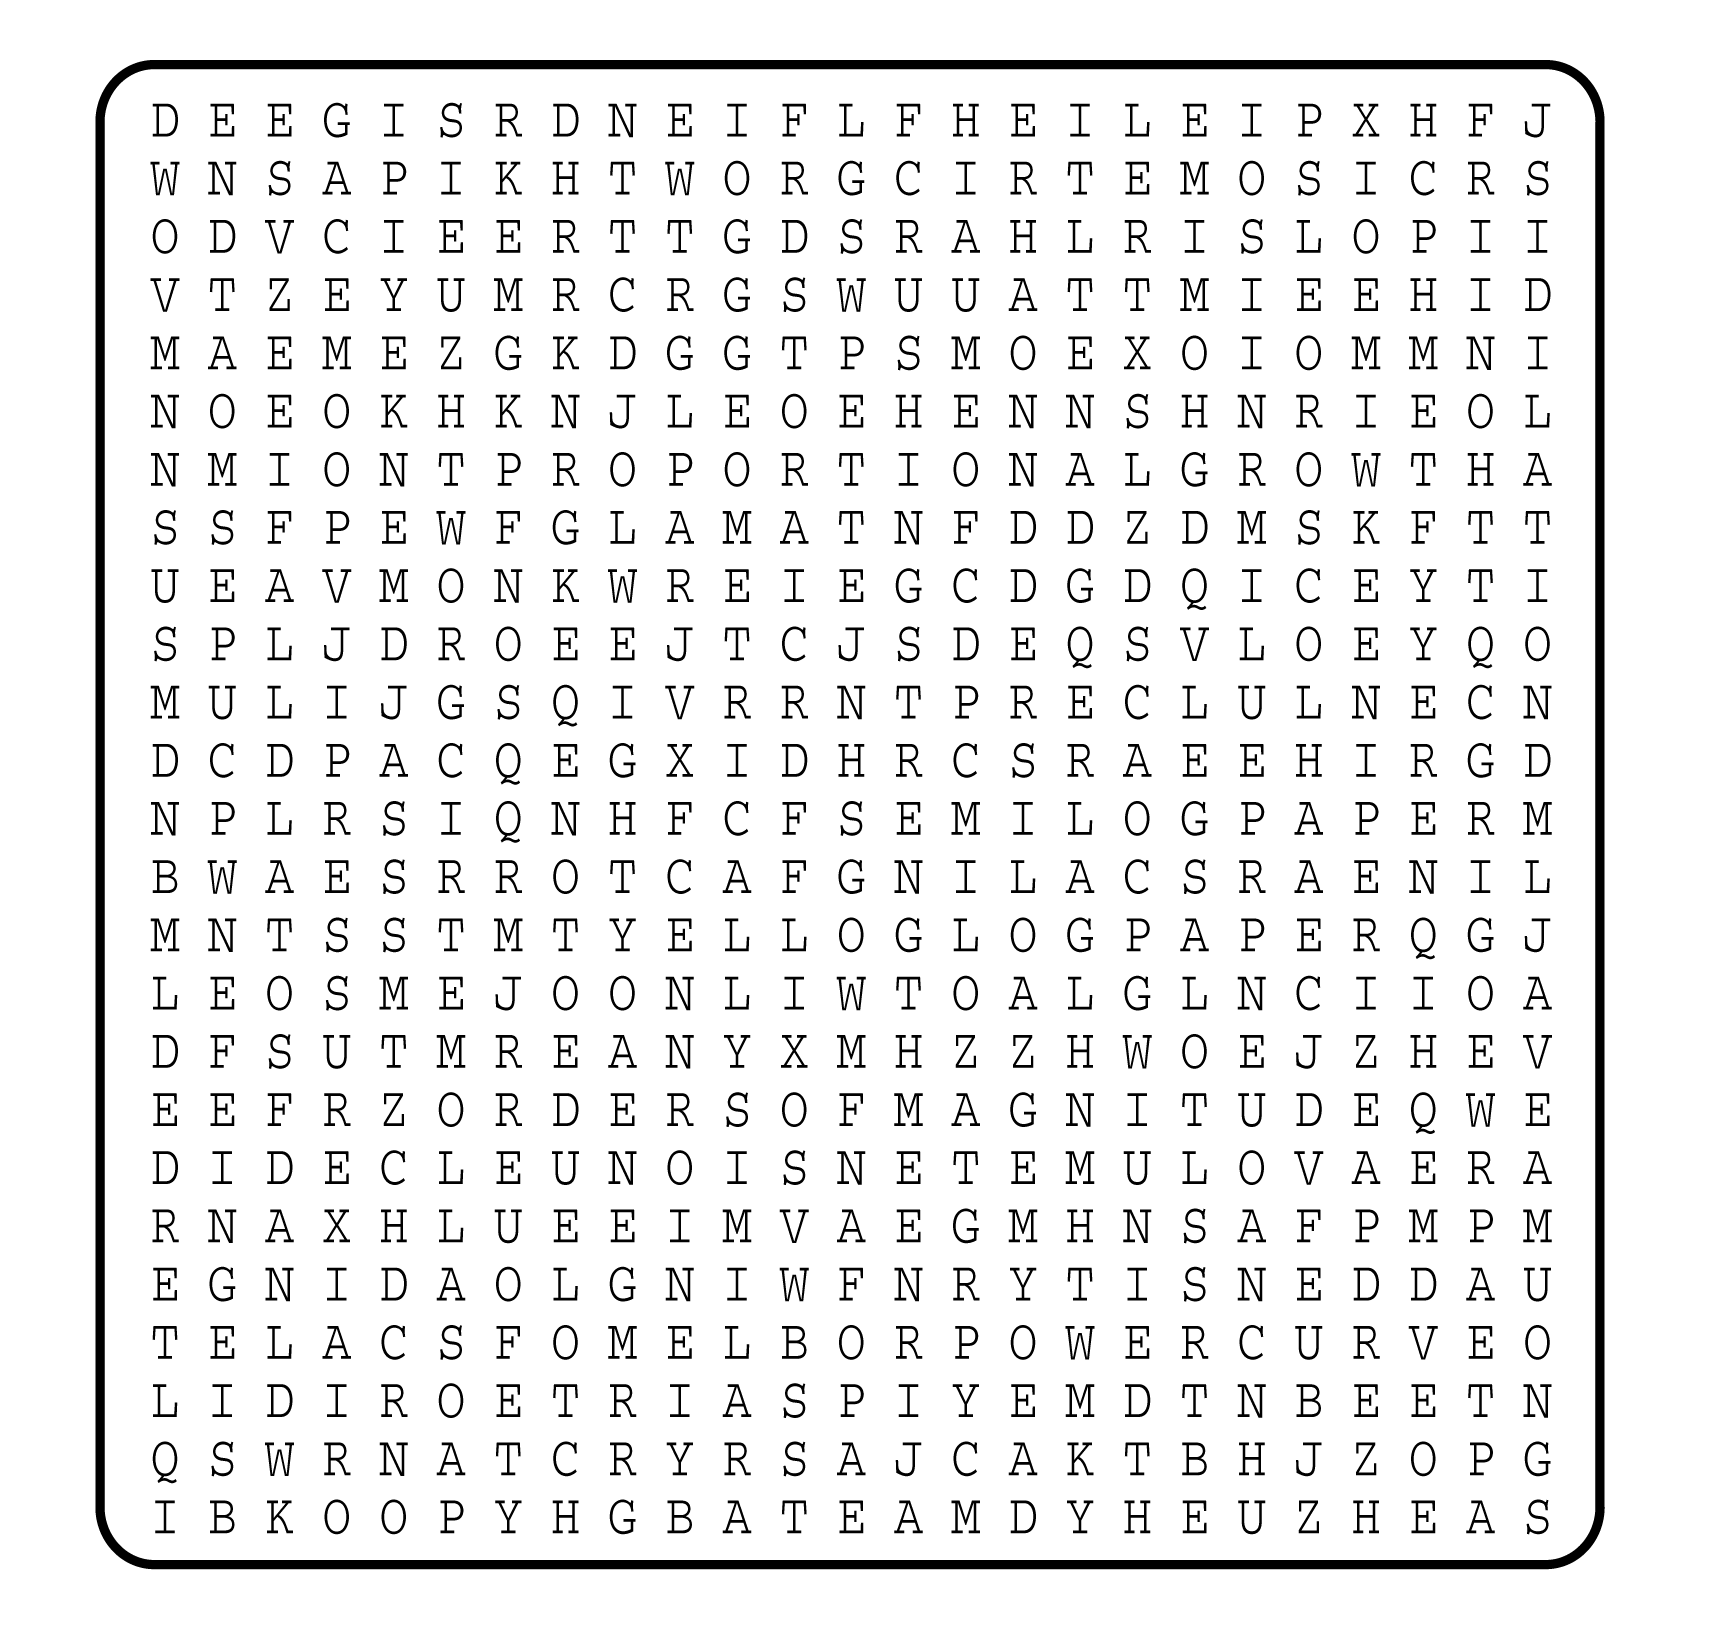 D E E G I S R D N E I F L F H E I L E I P X H F J
W N S A P I K H T W O R G C I R T E M O S I C R S
O D V C I E E R T T G D S R A H L R I S L O P I I
V T Z E Y U M R C R G S W U U A T T M I E E H I D
M A E M E Z G K D G G T P S M O E X O I O M M N I
N O E O K H K N J L E O E H E N N S H N R I E O L
N M I O N T P R O P O R T I O N A L G R O W T H A
S S F P E W F G L A M A T N F D D Z D M S K F T T
U E A V M O N K W R E I E G C D G D Q I C E Y T I
S P L J D R O E E J T C J S D E Q S V L O E Y Q O
M U L I J G S Q I V R R N T P R E C L U L N E C N
D C D P A C Q E G X I D H R C S R A E E H I R G D
N P L R S I Q N H F C F S E M I L O G P A P E R M
B W A E S R R O T C A F G N I L A C S R A E N I L
M N T S S T M T Y E L L O G L O G P A P E R Q G J
L E O S M E J O O N L I W T O A L G L N C I I O A
D F S U T M R E A N Y X M H Z Z H W O E J Z H E V
E E F R Z O R D E R S O F M A G N I T U D E Q W E
D I D E C L E U N O I S N E T E M U L O V A E R A
R N A X H L U E E I M V A E G M H N S A F P M P M
E G N I D A O L G N I W F N R Y T I S N E D D A U
T E L A C S F O M E L B O R P O W E R C U R V E O
L I D I R O E T R I A S P I Y E M D T N B E E T N
Q S W R N A T C R Y R S A J C A K T B H J Z O P G
I B K O O P Y H G B A T E A M D Y H E U Z H E A S